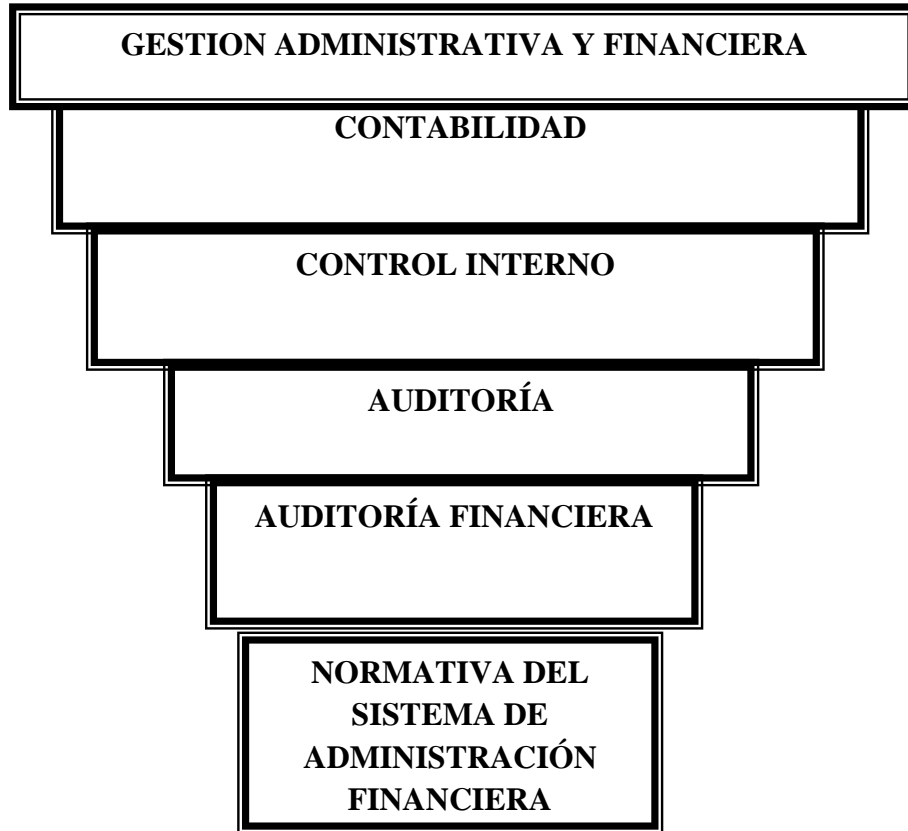 GESTION ADMINISTRATIVA Y FINANCIERA
CONTABILIDAD
CONTROL INTERNO
AUDITORÍA
AUDITORÍA FINANCIERA
NORMATIVA DEL
SISTEMA DE
ADMINISTRACIÓN
FINANCIERA